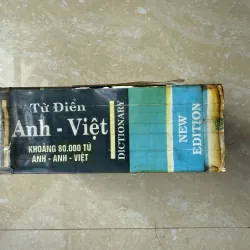 Từ Điển
Anh - Việt
KHOẢNG 80.000 TỪ
ANH - ANH - VIỆT
DICTIONARY
NEW
EDITION